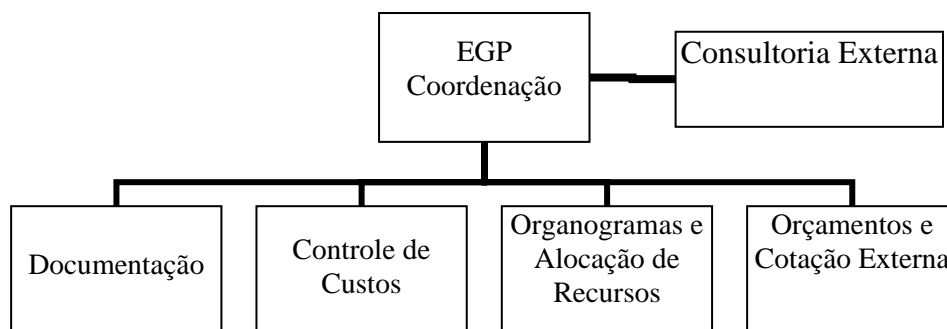 EGP
Coordenação
Consultoria Externa
Documentação
Controle de
Custos
Organogramas e
Alocação de
Recursos
Orçamentos e
Cotação Externa